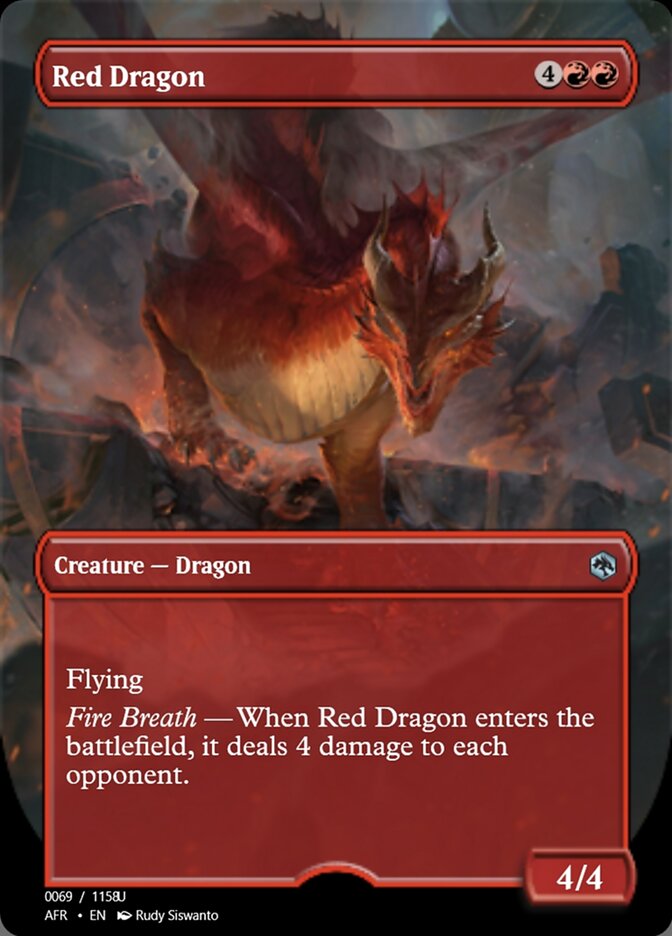 Red Dragon 4
Creature — Dragon
Flying
Fire Breath — When Red Dragon enters the
battlefield, it deals 4 damage to each
opponent.
4/4
0069 / 1158U
AFR • EN Rudy Siswanto